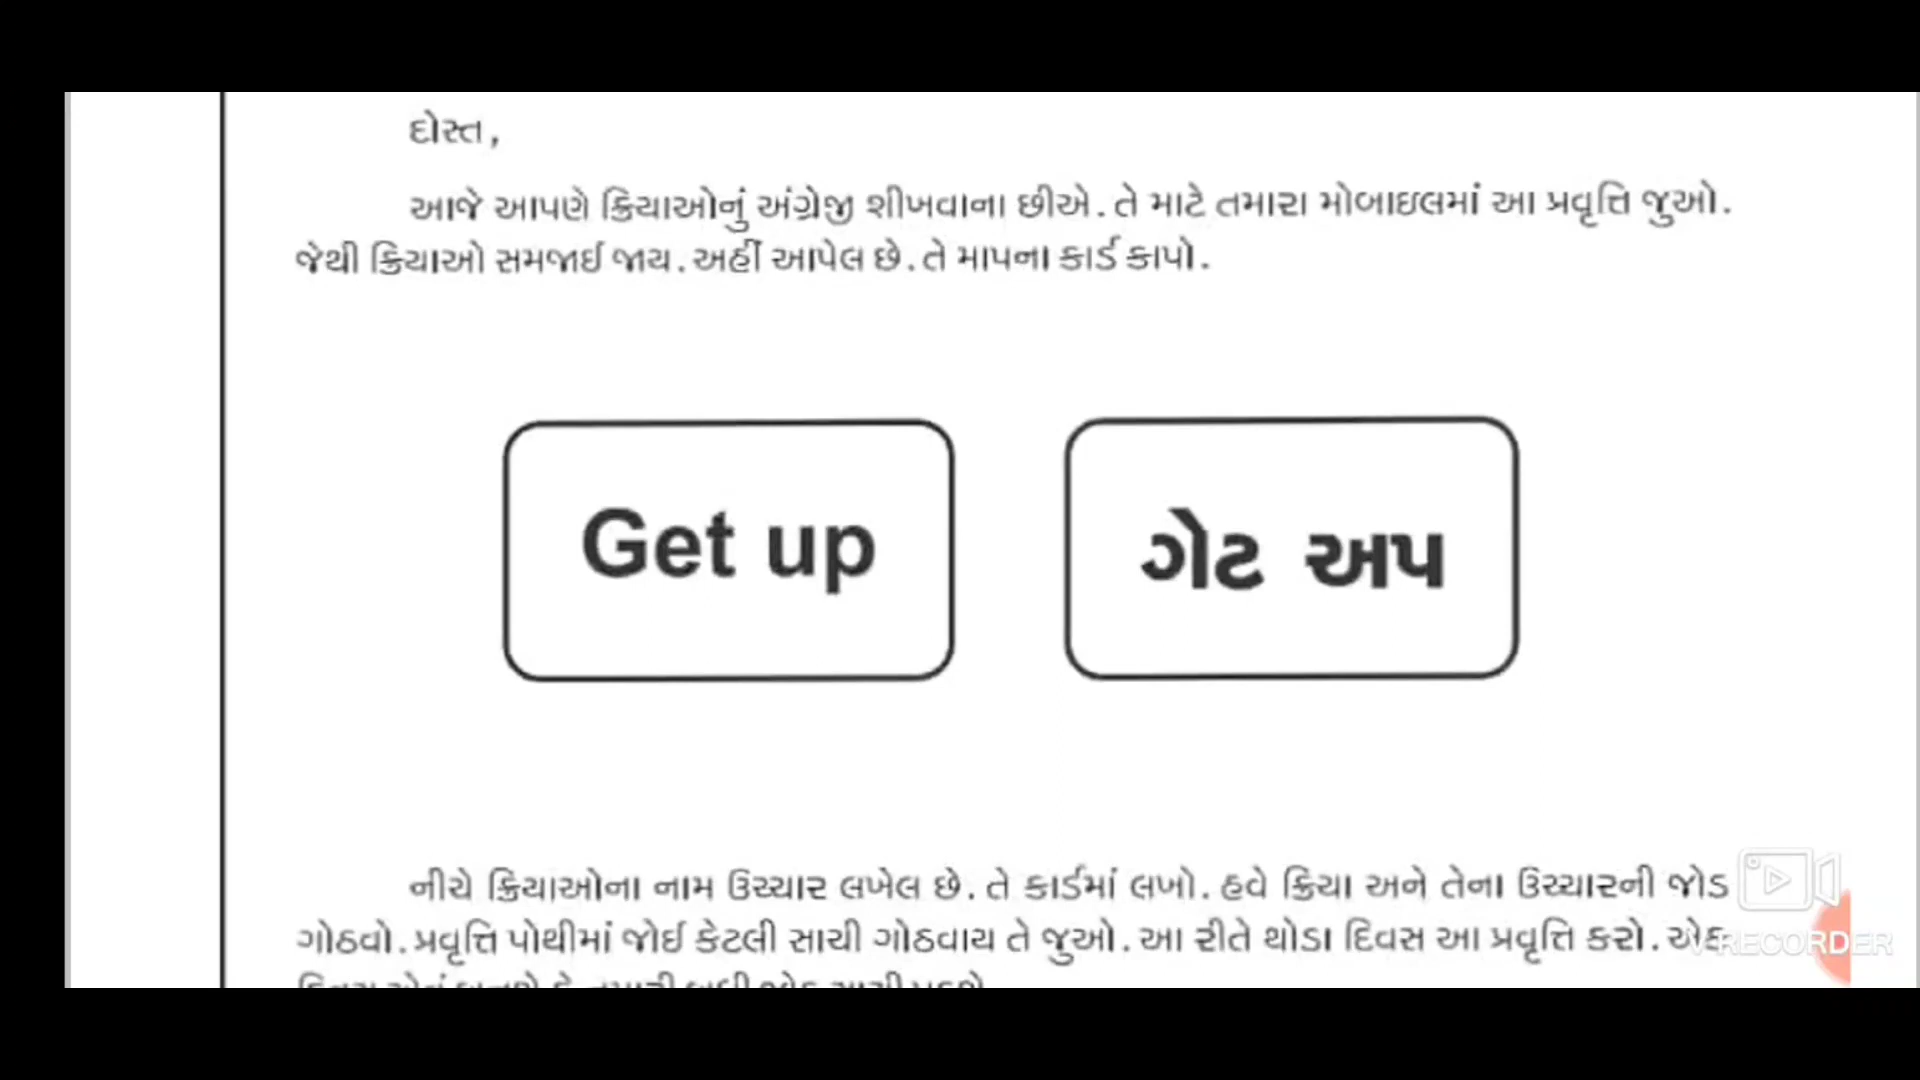 દોસ્ત,
આજે આપણે ક્રિયાઓનું અંગ્રેજી શીખવાના છીએ. તે માટે તમારા મોબાઇલમાં આ પ્રવૃત્તિ જુઓ.
જેથી ક્રિયાઓ સમજાઈ જાય. અહીં આપેલ છે. તે માપના કાર્ડ કાપો.
Get up ગેટ અપ
નીચે ક્રિયાઓના નામ ઉચ્ચાર લખેલ છે. તે કાર્ડમાં લખો. હવે ક્રિયા અને તેના ઉચ્ચારની જોડ
ગોઠવો. પ્રવૃત્તિ પોથીમાં જોઈ કેટલી સાચી ગોઠવાય તે જુઓ. આ રીતે થોડા દિવસ આ પ્રવૃત્તિ કરો. એક
V-RECORDER